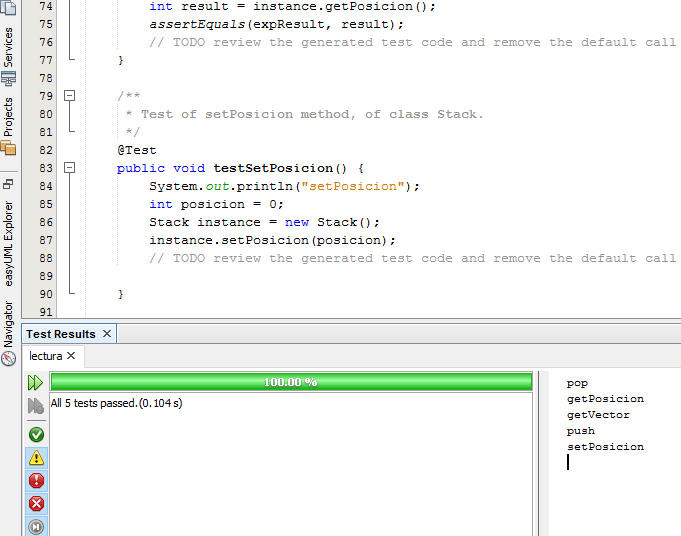 Services
Projects
easyUML Explorer
Navigator
74 int result = instance.getPosicion();
75 assertEquals(expResult, result);
76 // TODO review the generated test code and remove the default call
77 }
78
79 /**
80 * Test of setPosicion method, of class Stack.
81 */
82 @Test
83 public void testSetPosicion() {
84 System.out.println("setPosicion");
85 int posicion = 0;
86 Stack instance = new Stack();
87 instance.setPosicion(posicion);
88 // TODO review the generated test code and remove the default call
89
90 }
91
Test Results
lectura
100.00 %
All 5 tests passed.(0.104 s)
pop
getPosicion
getVector
push
setPosicion